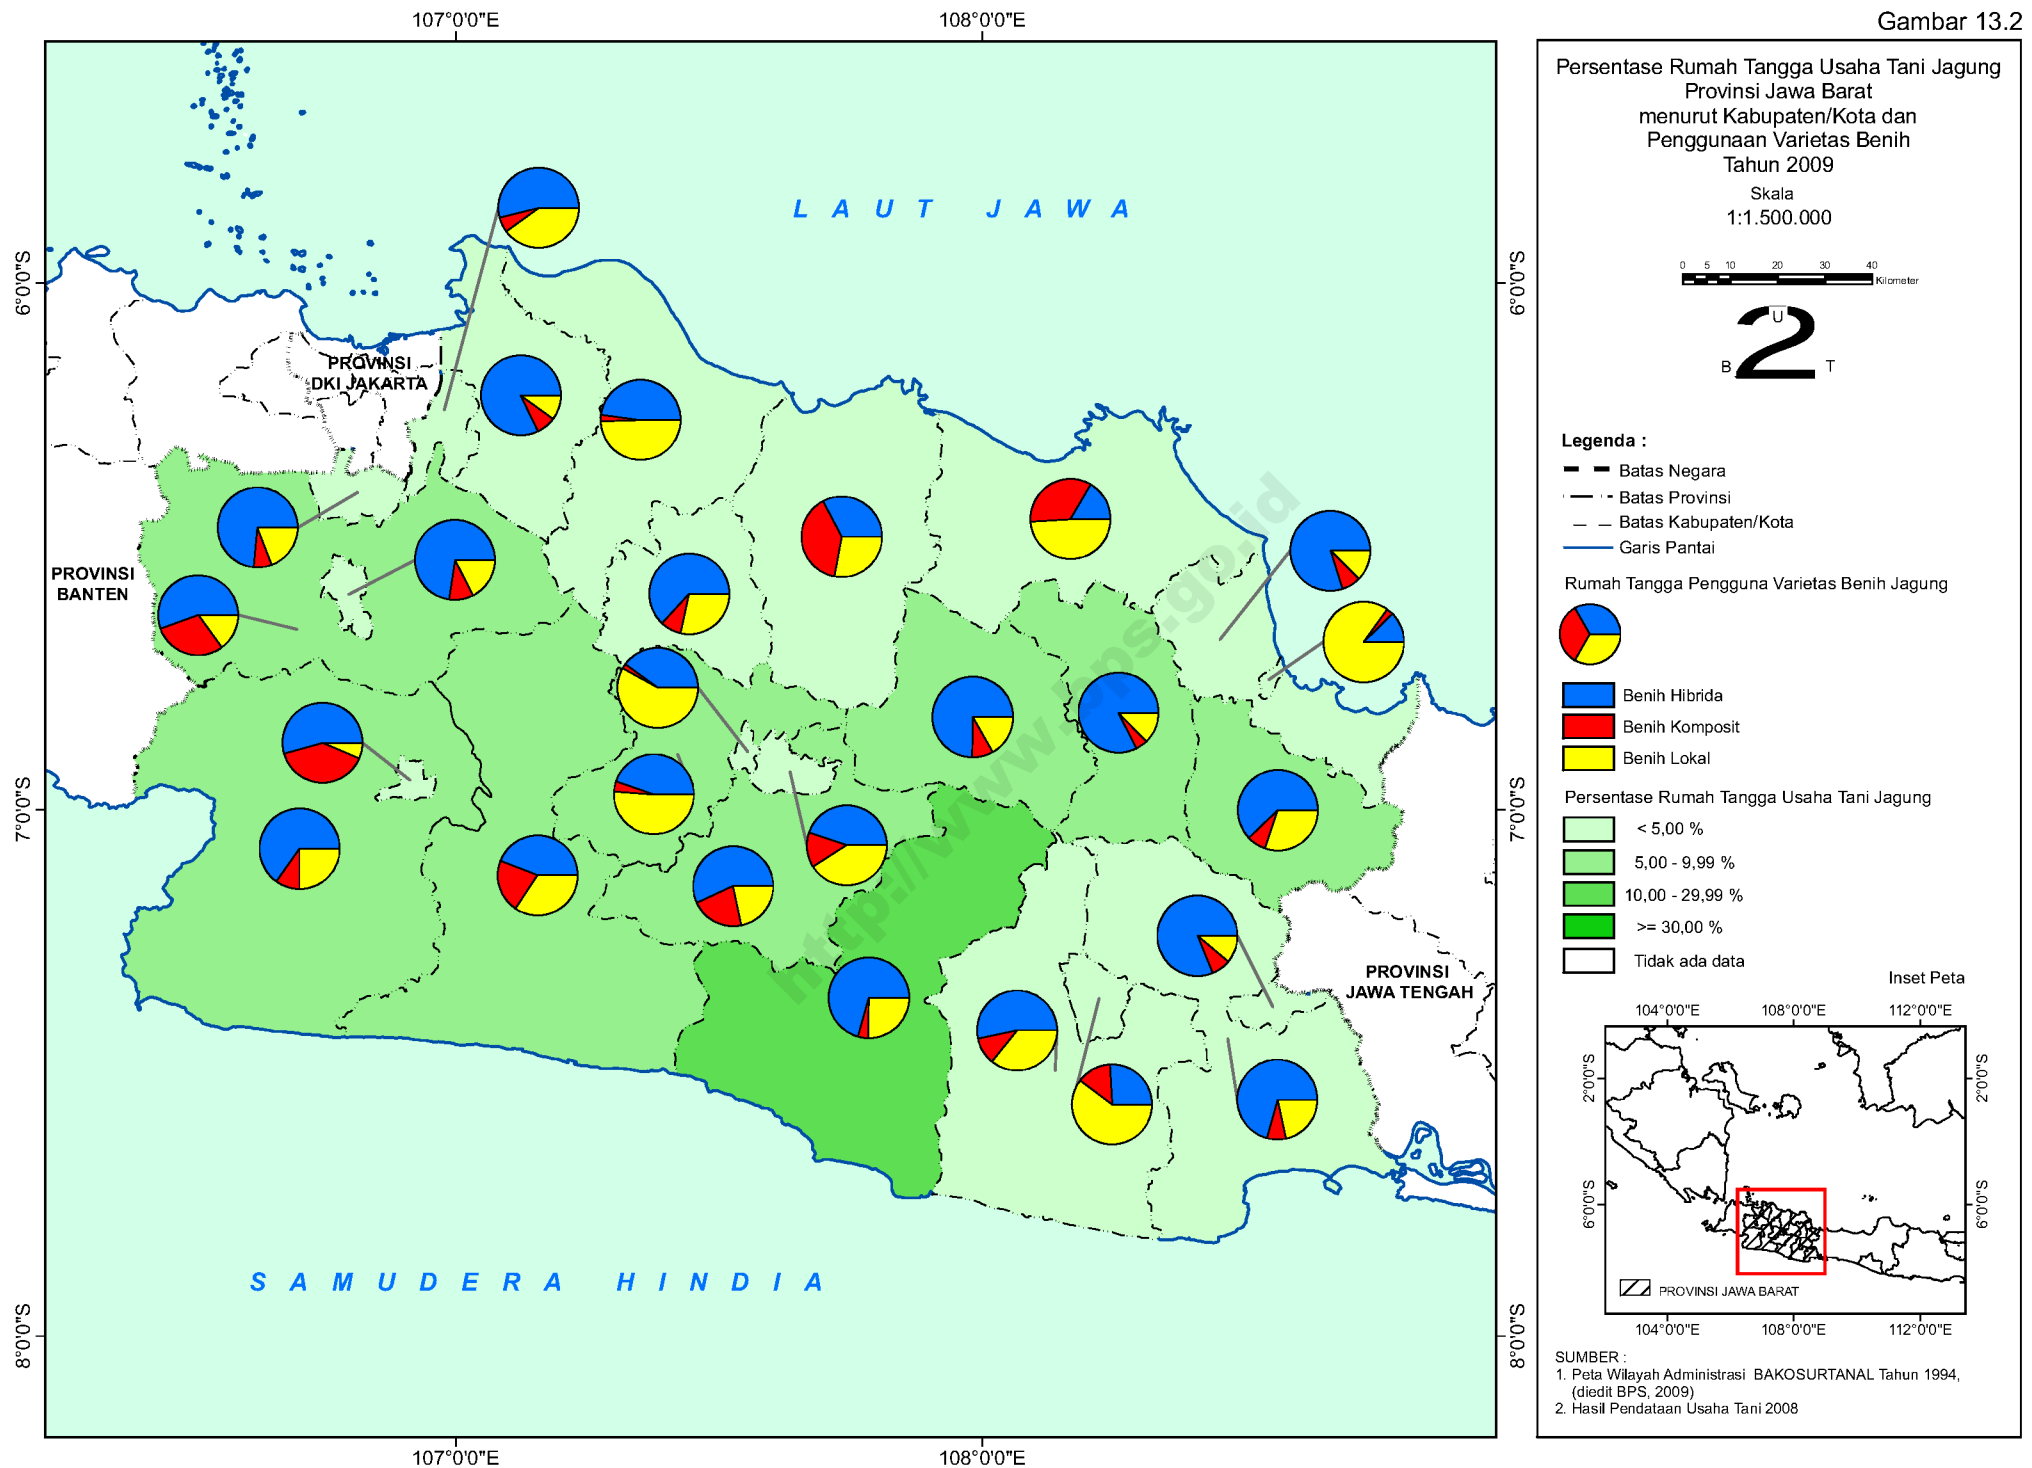 107°0'0"E
108°0'0"E
Gambar 13.2
6°0'0"S
6°0'0"S
7°0'0"S
7°0'0"S
8°0'0"S
8°0'0"S
107°0'0"E
108°0'0"E
LAUT JAWA
PROVINSI
DKI JAKARTA
PROVINSI
BANTEN
PROVINSI
JAWA TENGAH
SAMUDERA HINDIA
http://www.bps.go.id
Persentase Rumah Tangga Usaha Tani Jagung
Provinsi Jawa Barat
menurut Kabupaten/Kota dan
Penggunaan Varietas Benih
Tahun 2009
Skala
1:1.500.000
0 5 10 20 30 40
Kilometer
U
B T
Legenda :
Batas Negara
Batas Provinsi
Batas Kabupaten/Kota
Garis Pantai
Rumah Tangga Pengguna Varietas Benih Jagung
Benih Hibrida
Benih Komposit
Benih Lokal
Persentase Rumah Tangga Usaha Tani Jagung
< 5,00 %
5,00 - 9,99 %
10,00 - 29,99 %
>= 30,00 %
Tidak ada data
Inset Peta
104°0'0"E 108°0'0"E 112°0'0"E
2°0'0"S
2°0'0"S
6°0'0"S
6°0'0"S
PROVINSI JAWA BARAT
104°0'0"E 108°0'0"E 112°0'0"E
SUMBER :
1. Peta Wilayah Administrasi BAKOSURTANAL Tahun 1994,
(diedit BPS, 2009)
2. Hasil Pendataan Usaha Tani 2008